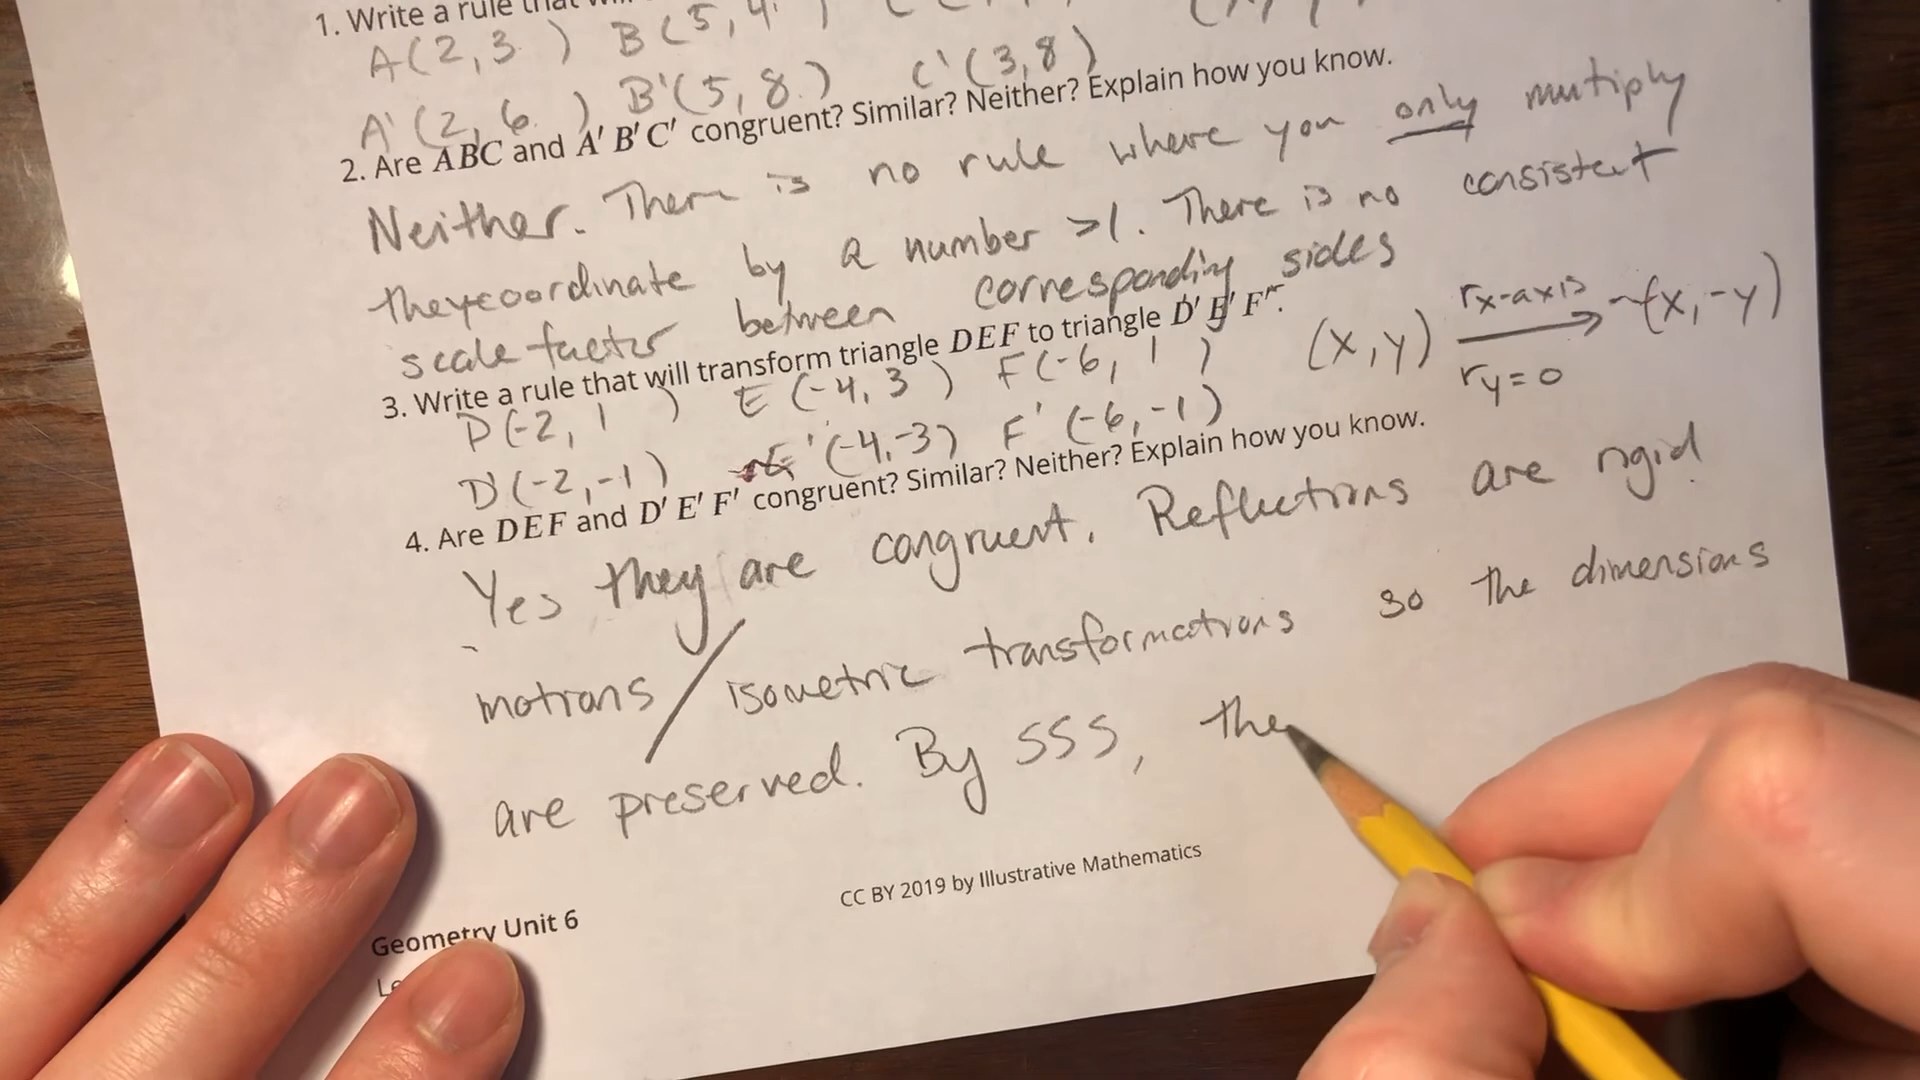 1. Write a rule that
A(2,3 ) B(5,4 )
A'(2,6 ) B'(5,8 ) C'(3,8)
2. Are ABC and A'B'C' congruent? Similar? Neither? Explain how you know.
Neither. There is no rule where you only mutiply
the y coordinate by a number >1. There is no consistent
scale factor between corresponding sides
3. Write a rule that will transform triangle DEF to triangle D'E'F'.
D(-2, 1 ) E(-4, 3 ) F(-6, 1 ) (x,y) rx-axis (x,-y)
ry=0
D'(-2,-1) E'(-4,-3) F'(-6,-1)
4. Are DEF and D'E'F' congruent? Similar? Neither? Explain how you know.
Yes they are congruent. Reflections are rigid
motions / isometric transformations so the dimensions
are preserved. By SSS, the
CC BY 2019 by Illustrative Mathematics
Geometry Unit 6